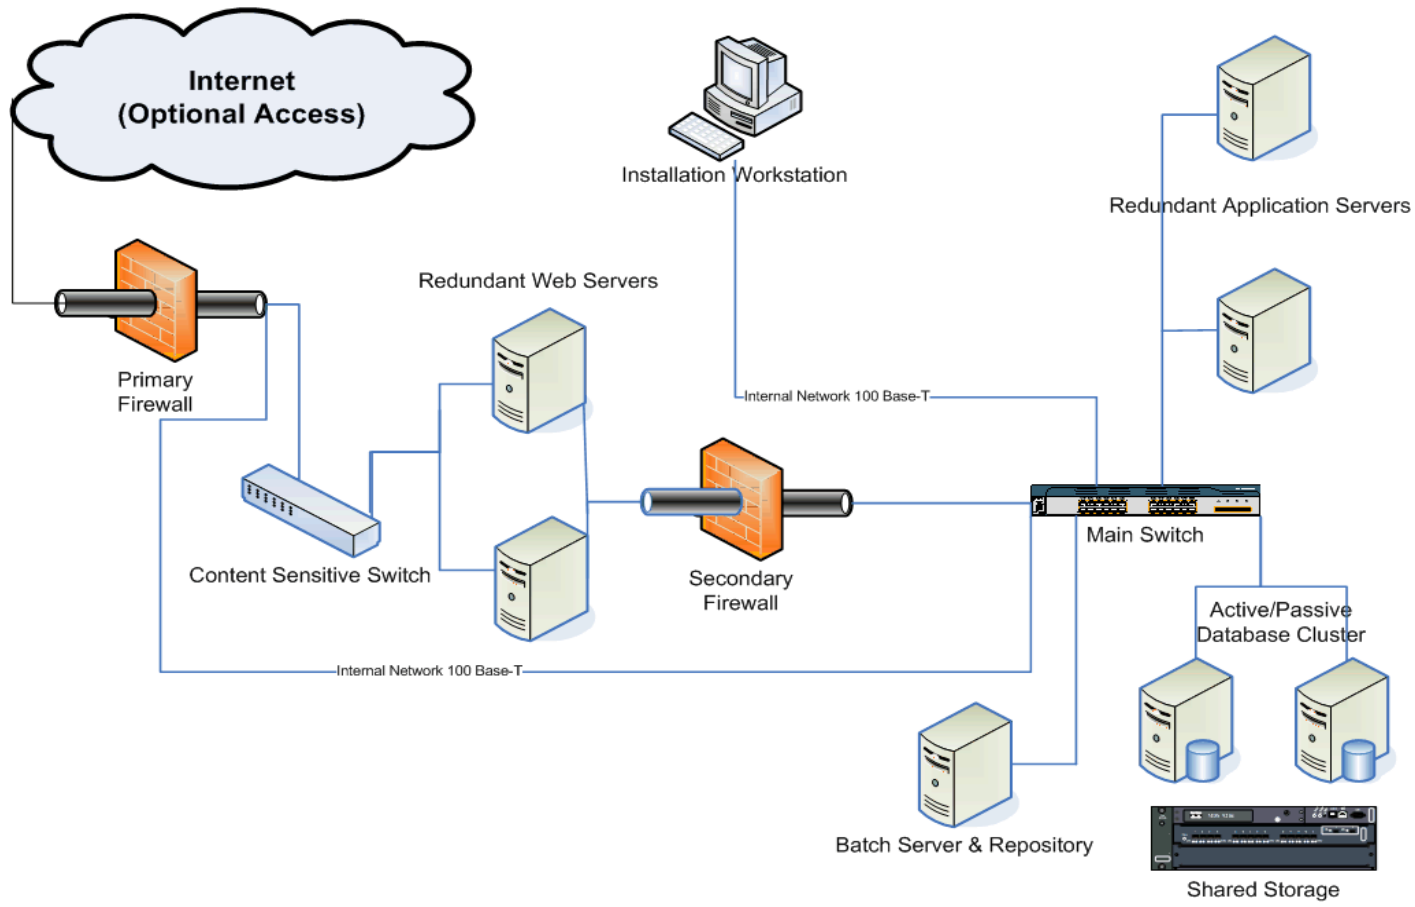 Internet
(Optional Access)
Installation Workstation
Redundant Application Servers
Redundant Web Servers
Primary
Firewall
Internal Network 100 Base-T
Content Sensitive Switch
Secondary
Firewall
Main Switch
Active/Passive
Database Cluster
Internal Network 100 Base-T
Batch Server & Repository
Shared Storage